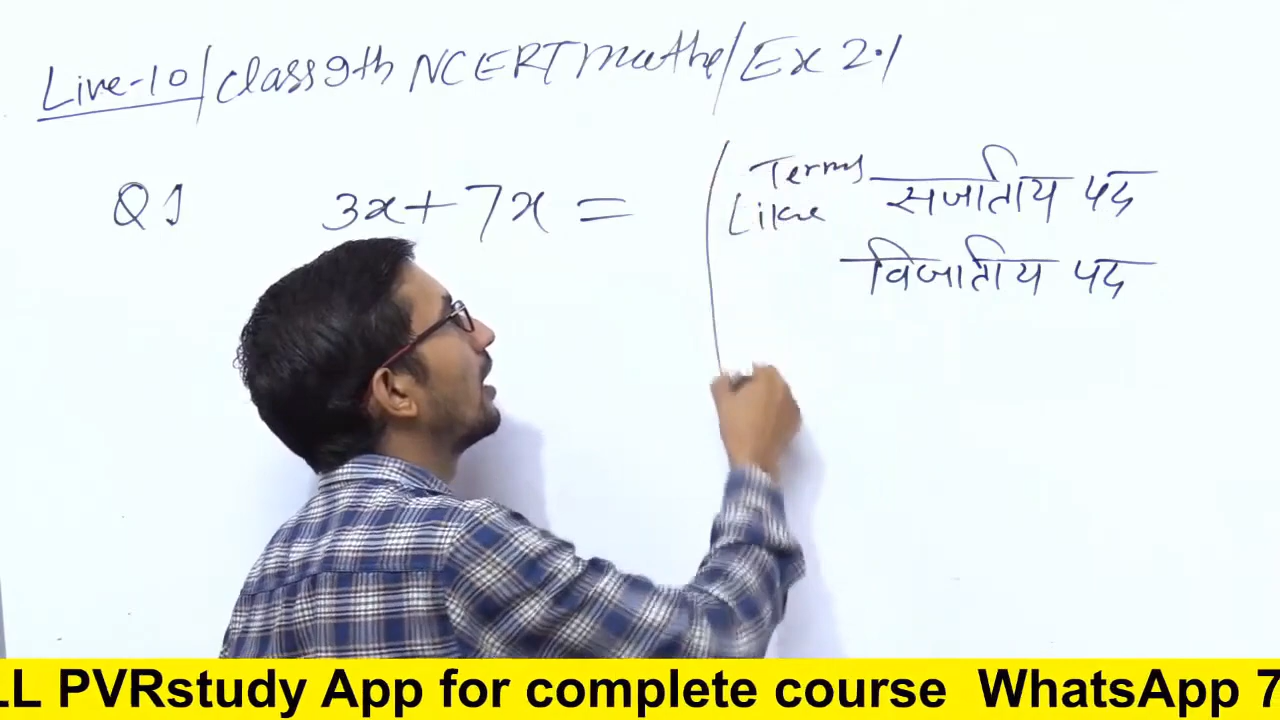 Live-10/class 9th NCERT maths/Ex 2.1
Q1 3x+7x =
Terms सजातीय पद
Like
विजातीय पद
LL PVRstudy App for complete course WhatsApp 7